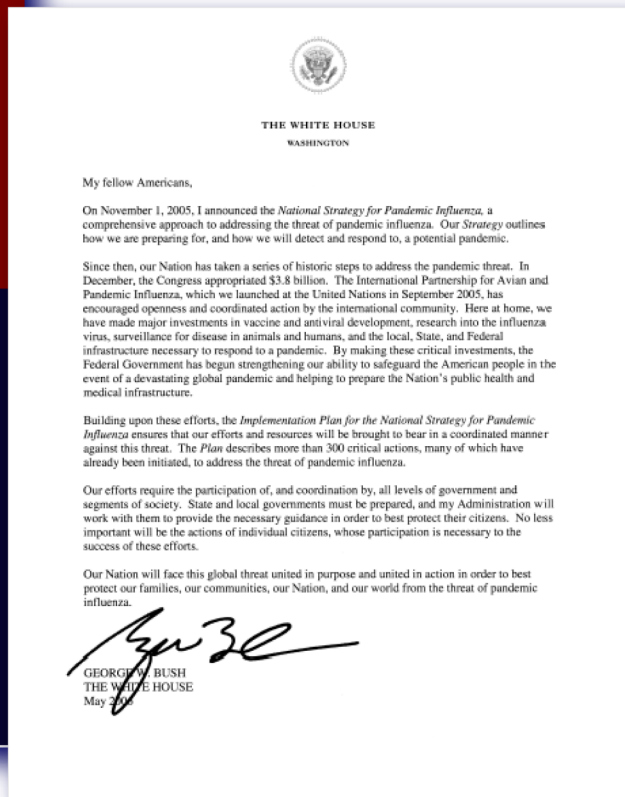 THE WHITE HOUSE
WASHINGTON
My fellow Americans,
On November 1, 2005, I announced the National Strategy for Pandemic Influenza, a
comprehensive approach to addressing the threat of pandemic influenza. Our Strategy outlines
how we are preparing for, and how we will detect and respond to, a potential pandemic.
Since then, our Nation has taken a series of historic steps to address the pandemic threat. In
December, the Congress appropriated $3.8 billion. The International Partnership for Avian and
Pandemic Influenza, which we launched at the United Nations in September 2005, has
encouraged openness and coordinated action by the international community. Here at home, we
have made major investments in vaccine and antiviral development, research into the influenza
virus, surveillance for disease in animals and humans, and the local, State, and Federal
infrastructure necessary to respond to a pandemic. By making these critical investments, the
Federal Government has begun strengthening our ability to safeguard the American people in the
event of a devastating global pandemic and helping to prepare the Nation's public health and
medical infrastructure.
Building upon these efforts, the Implementation Plan for the National Strategy for Pandemic
Influenza ensures that our efforts and resources will be brought to bear in a coordinated manner
against this threat. The Plan describes more than 300 critical actions, many of which have
already been initiated, to address the threat of pandemic influenza.
Our efforts require the participation of, and coordination by, all levels of government and
segments of society. State and local governments must be prepared, and my Administration will
work with them to provide the necessary guidance in order to best protect their citizens. No less
important will be the actions of individual citizens, whose participation is necessary to the
success of these efforts.
Our Nation will face this global threat united in purpose and united in action in order to best
protect our families, our communities, our Nation, and our world from the threat of pandemic
influenza.
GEORGE W. BUSH
THE WHITE HOUSE
May 2006